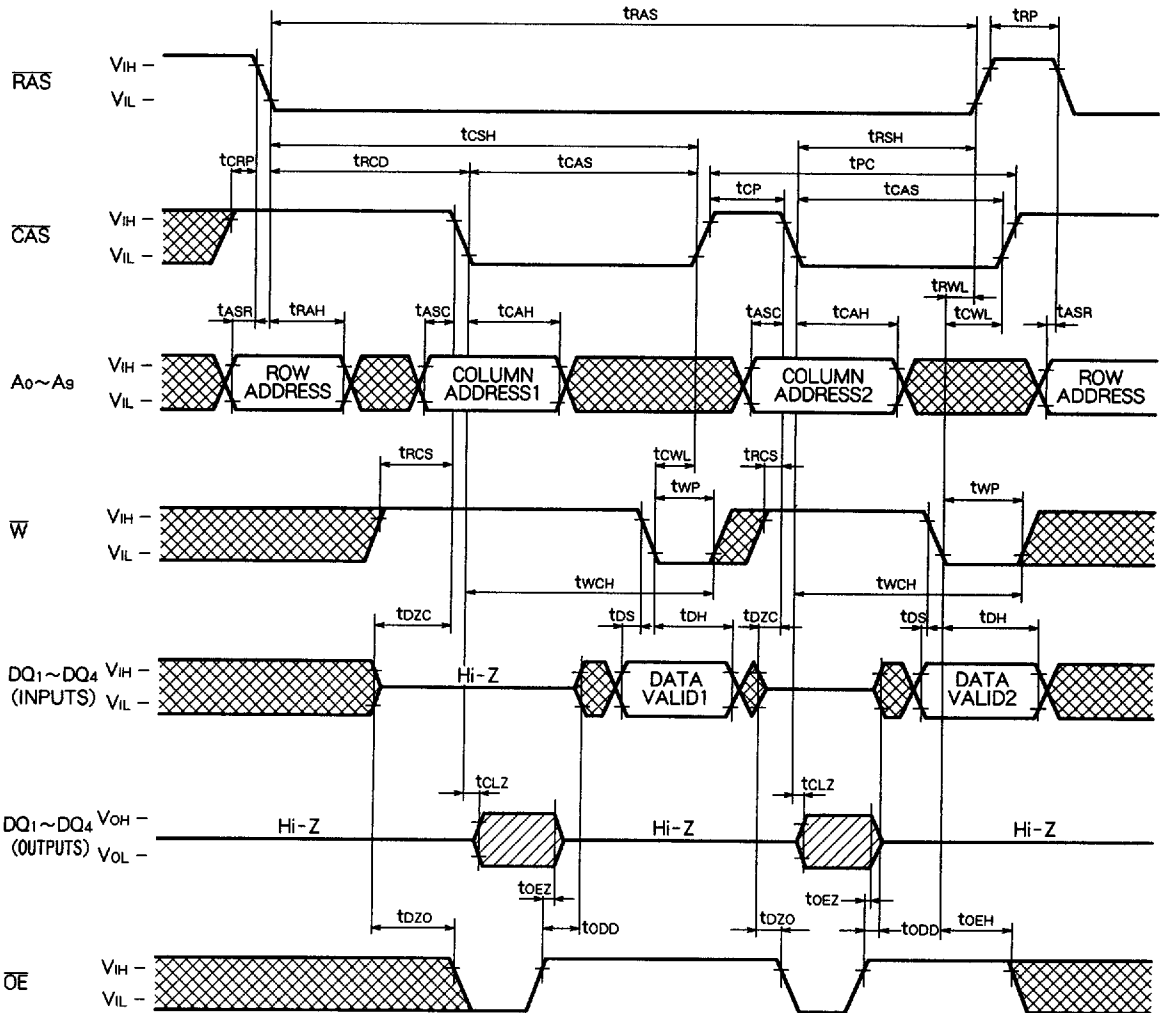 tRAS tRP
RAS VIH –
VIL –
tCSH tRSH
tCRP tRCD tCAS tPC
tCP tCAS
CAS VIH –
VIL –
tRWL
tASR tRAH tASC tCAH tASC tCAH tCWL tASR
A0~A9 VIH –
VIL –
ROW ADDRESS
COLUMN ADDRESS1
COLUMN ADDRESS2
ROW ADDRESS
tRCS tCWL tRCS
tWP tWP
W VIH –
VIL –
tWCH tWCH
tDZC tDS tDH tDZC tDS tDH
DQ1~DQ4 (INPUTS) VIH –
VIL –
Hi-Z
DATA VALID1
DATA VALID2
tCLZ tCLZ
DQ1~DQ4 (OUTPUTS) VOH –
VOL –
Hi-Z Hi-Z Hi-Z
tOEZ tOEZ
tDZO tODD tDZO tODD tOEH
OE VIH –
VIL –